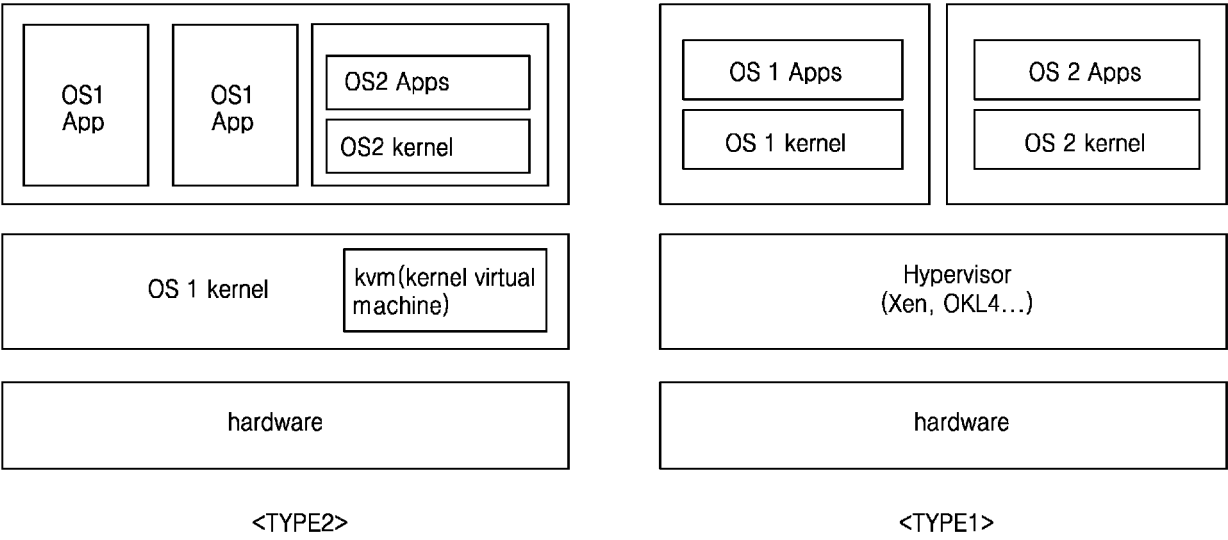 OS1
App
OS1
App
OS2 Apps
OS2 kernel
OS 1 kernel
kvm(kernel virtual
machine)
hardware
<TYPE2>
OS 1 Apps
OS 1 kernel
OS 2 Apps
OS 2 kernel
Hypervisor
(Xen, OKL4...)
hardware
<TYPE1>